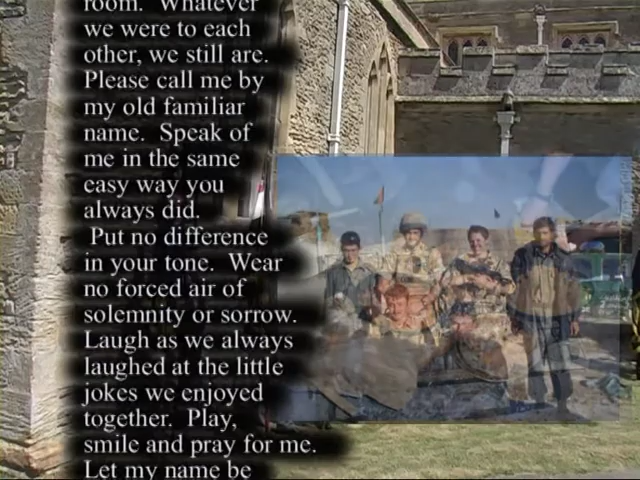 room.  Whatever
we were to each
other, we still are.
Please call me by
my old familiar
name.  Speak of
me in the same
easy way you
always did.
Put no difference
in your tone.  Wear
no forced air of
solemnity or sorrow.
Laugh as we always
laughed at the little
jokes we enjoyed
together.  Play,
smile and pray for me.
Let my name be